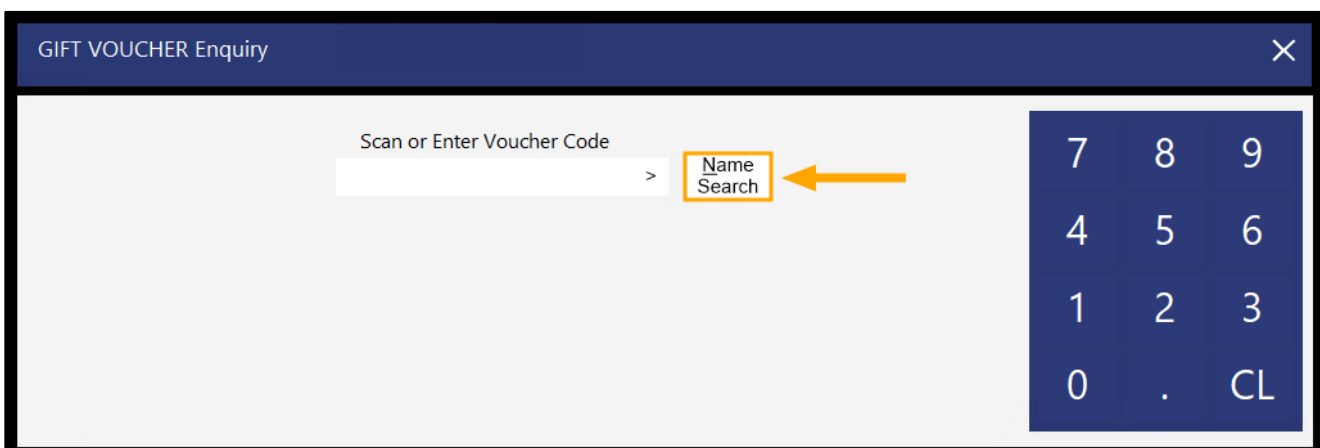 GIFT VOUCHER Enquiry
Scan or Enter Voucher Code
>
Name
Search
7 8 9
4 5 6
1 2 3
0 . CL